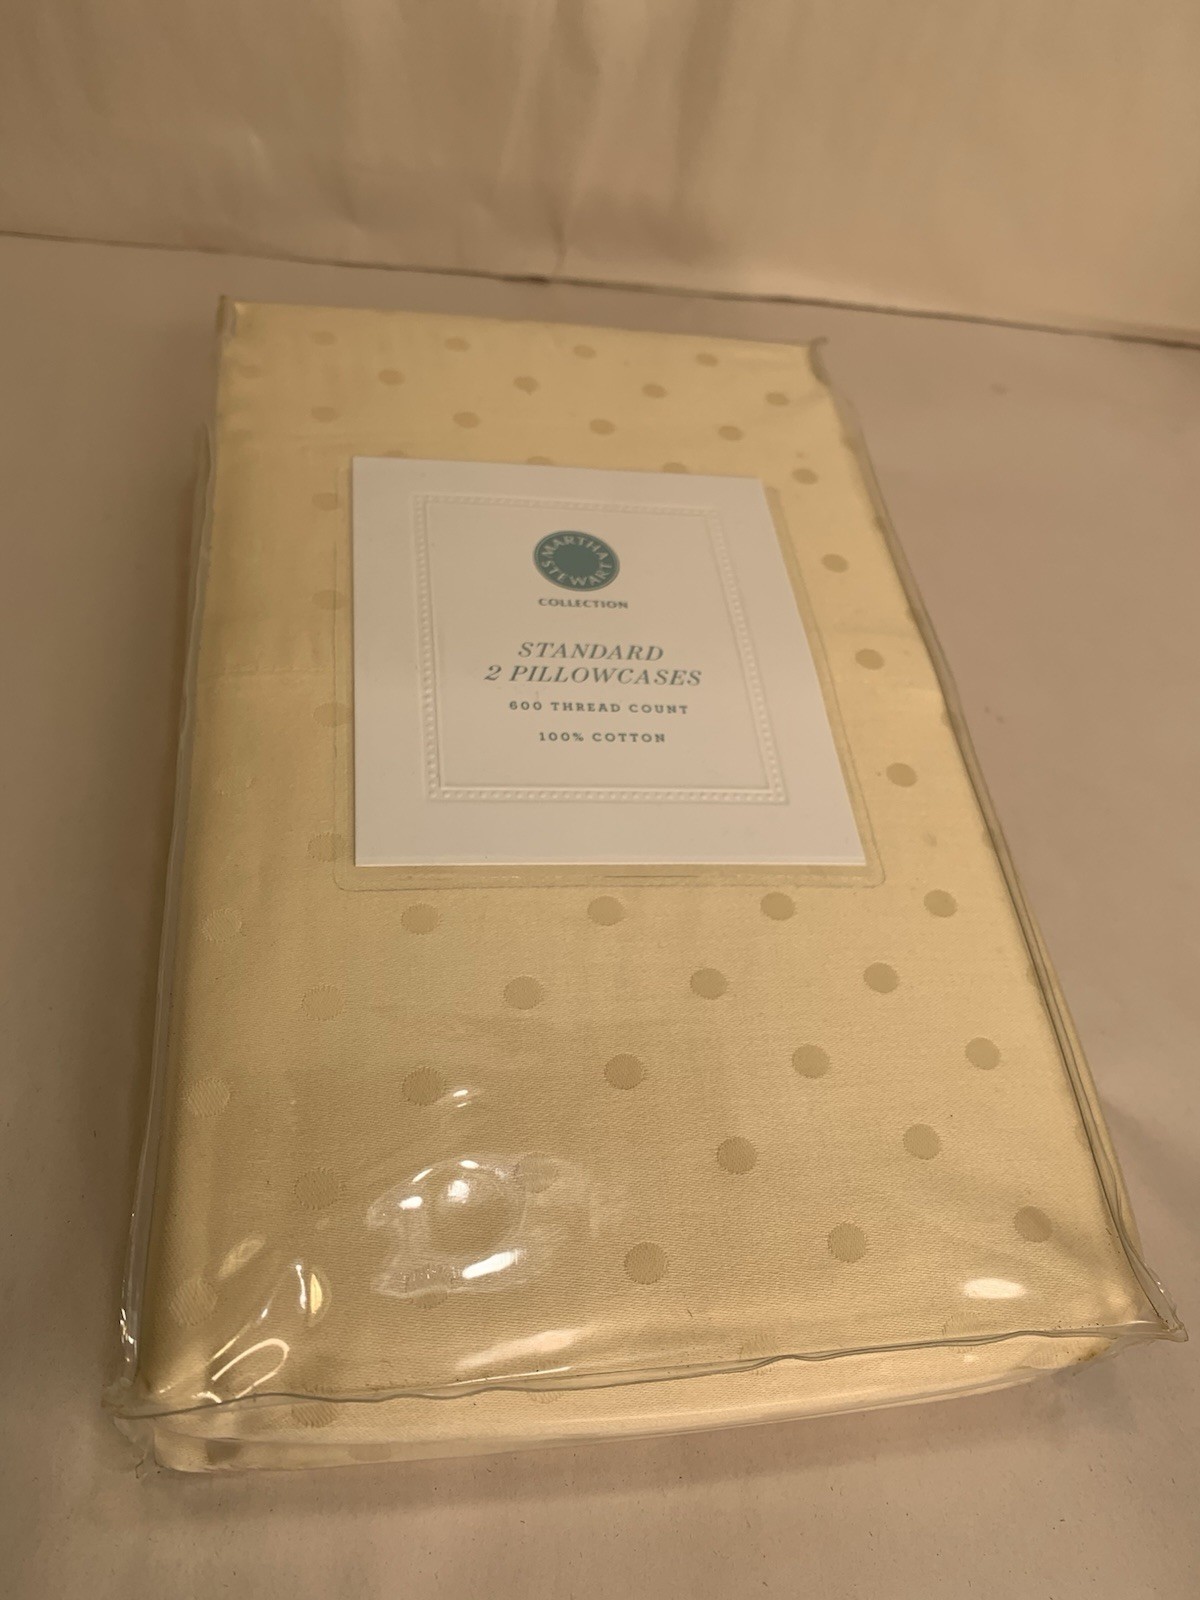 MARTHA
STEWART
COLLECTION
STANDARD
2 PILLOWCASES
600 THREAD COUNT
100% COTTON